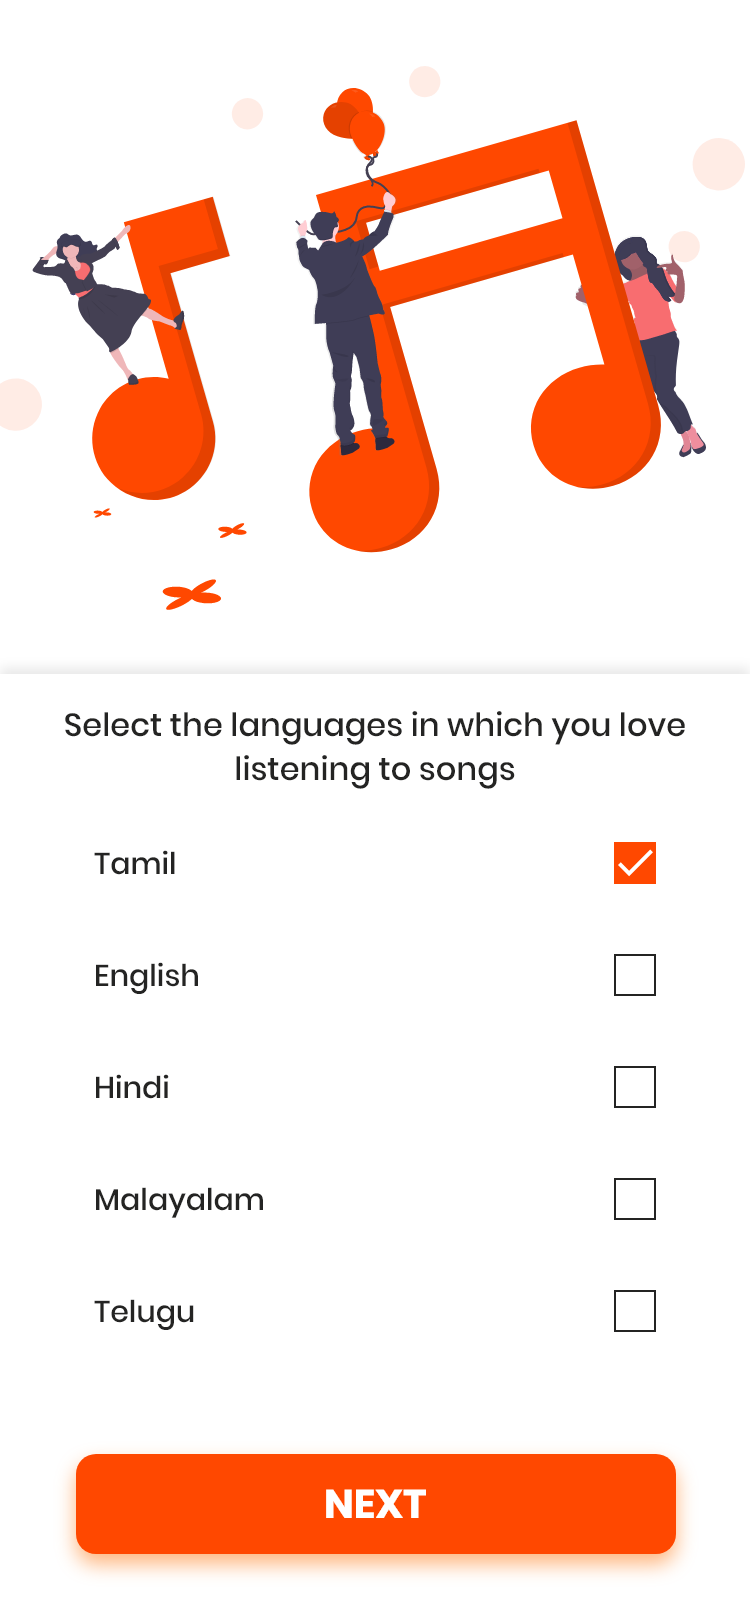 Select the languages in which you love
listening to songs
Tamil
English
Hindi
Malayalam
Telugu
NEXT